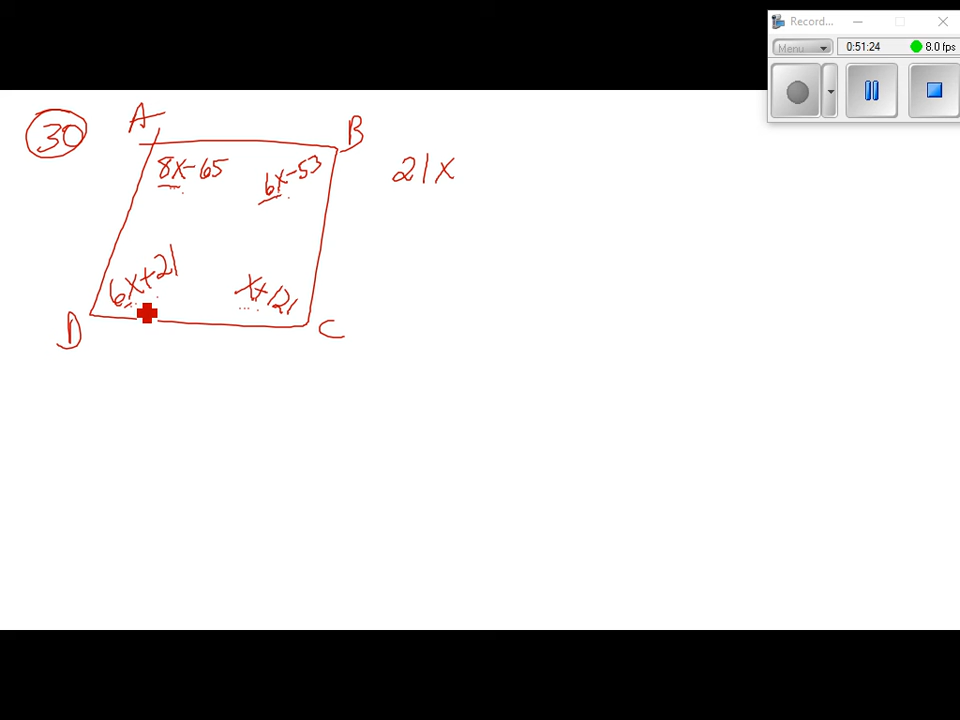 Record...
Menu
0:51:24
8.0 fps
30
A
B
8x-65
6x-53
21x
6x+21
x+121
D
C